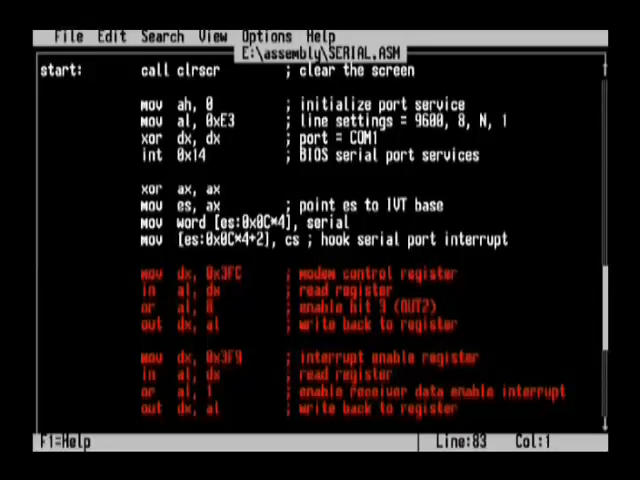 File Edit Search View Options Help
E:\assembly\SERIAL.ASM
start: call clrscr ; clear the screen
mov ah, 0 ; initialize port service
mov al, 0xE3 ; line settings = 9600, 8, N, 1
xor dx, dx ; port = COM1
int 0x14 ; BIOS serial port services
xor ax, ax
mov es, ax ; point es to IVT base
mov word [es:0x0C*4], serial
mov [es:0x0C*4+2], cs ; hook serial port interrupt
mov dx, 0x3FC ; modem control register
in al, dx ; read register
or al, 8 ; enable bit 3 (OUT2)
out dx, al ; write back to register
mov dx, 0x3F9 ; interrupt enable register
in al, dx ; read register
or al, 1 ; enable receiver data enable interrupt
out dx, al ; write back to register
F1=Help Line:83 Col:1